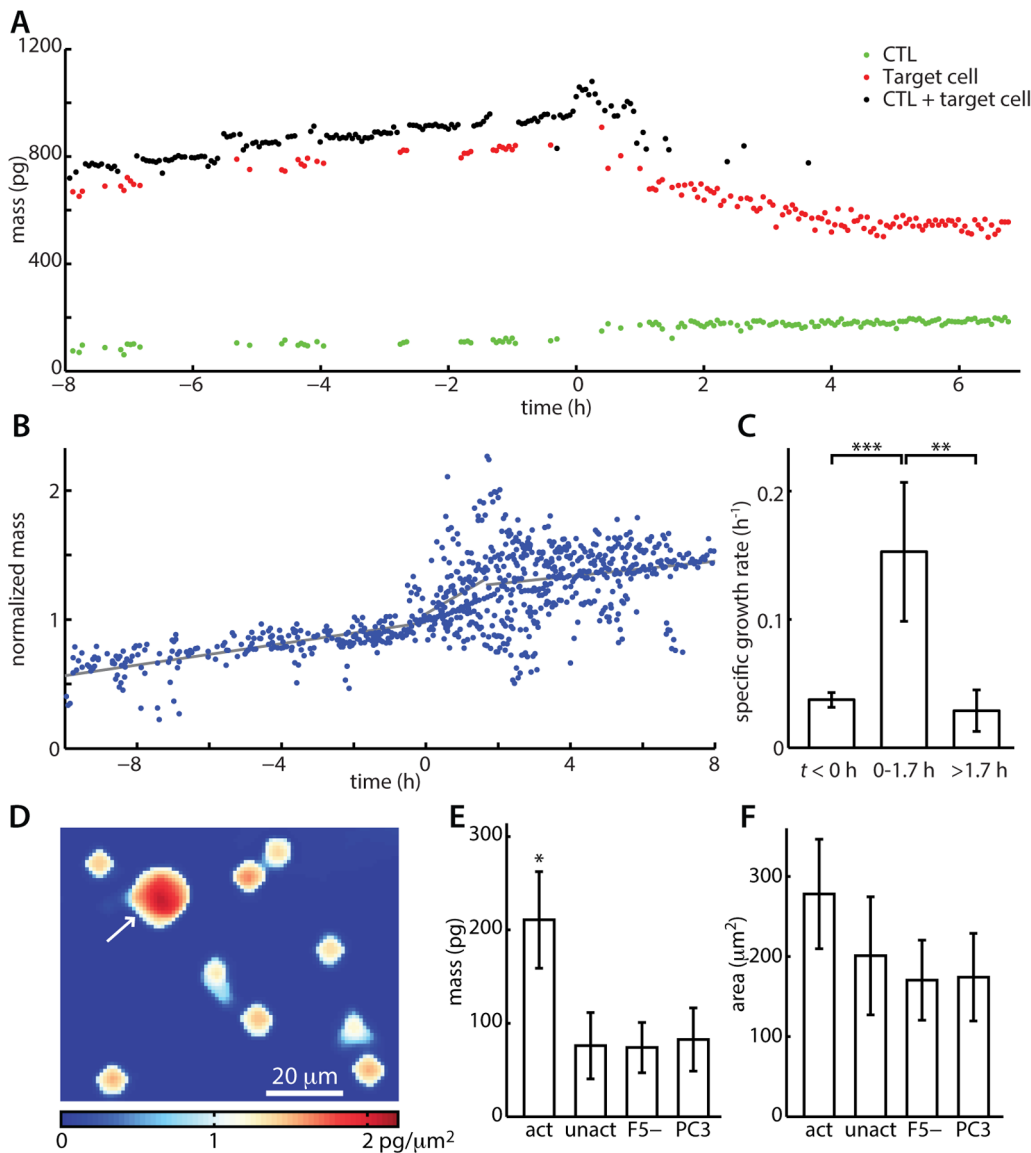 A
1200
CTL
Target cell
CTL + target cell
800
400
0
mass (pg)
−8
−6
−4
−2
0
2
4
6
time (h)
B
2
1
0
normalized mass
−8
−4
0
4
8
time (h)
C
***
**
0.2
0.1
0
specific growth rate (h⁻¹)
t < 0 h
0-1.7 h
>1.7 h
D
20 μm
0
1
2 pg/μm²
E
300
200
100
0
mass (pg)
*
act
unact
F5−
PC3
F
300
200
100
0
area (μm²)
act
unact
F5−
PC3